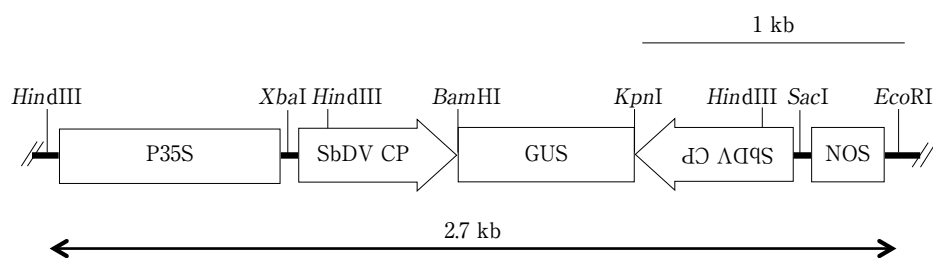 1 kb
HindIII XbaI HindIII BamHI KpnI HindIII SacI EcoRI
P35S SbDV CP GUS SbDV CP NOS
2.7 kb